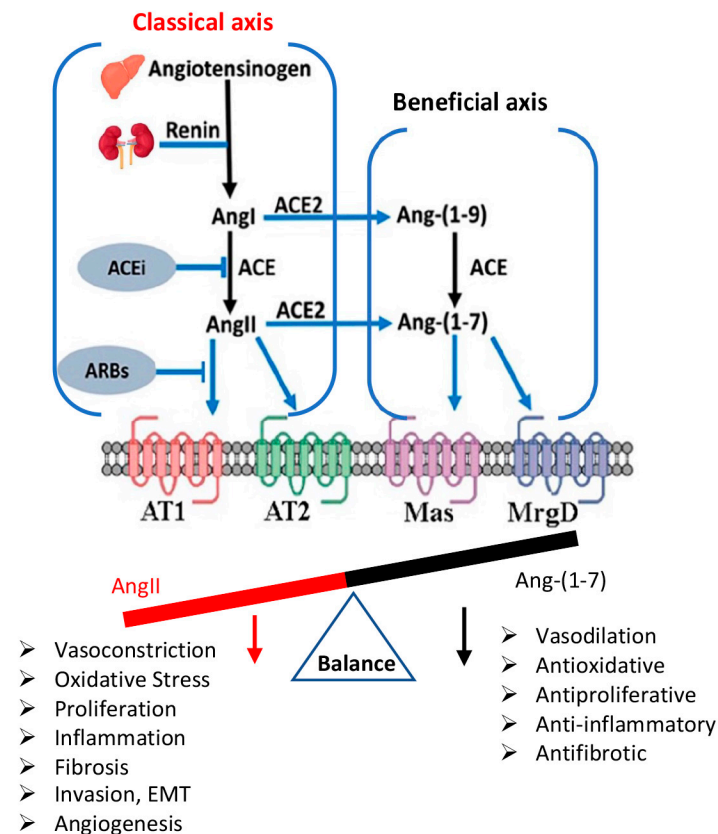 Classical axis
Angiotensinogen
Beneficial axis
Renin
AngI
ACE2
Ang-(1-9)
ACEi
ACE
ACE
AngII
ACE2
Ang-(1-7)
ARBs
AT1
AT2
Mas
MrgD
AngII
Ang-(1-7)
Balance
➢ Vasoconstriction
➢ Oxidative Stress
➢ Proliferation
➢ Inflammation
➢ Fibrosis
➢ Invasion, EMT
➢ Angiogenesis
➢ Vasodilation
➢ Antioxidative
➢ Antiproliferative
➢ Anti-inflammatory
➢ Antifibrotic